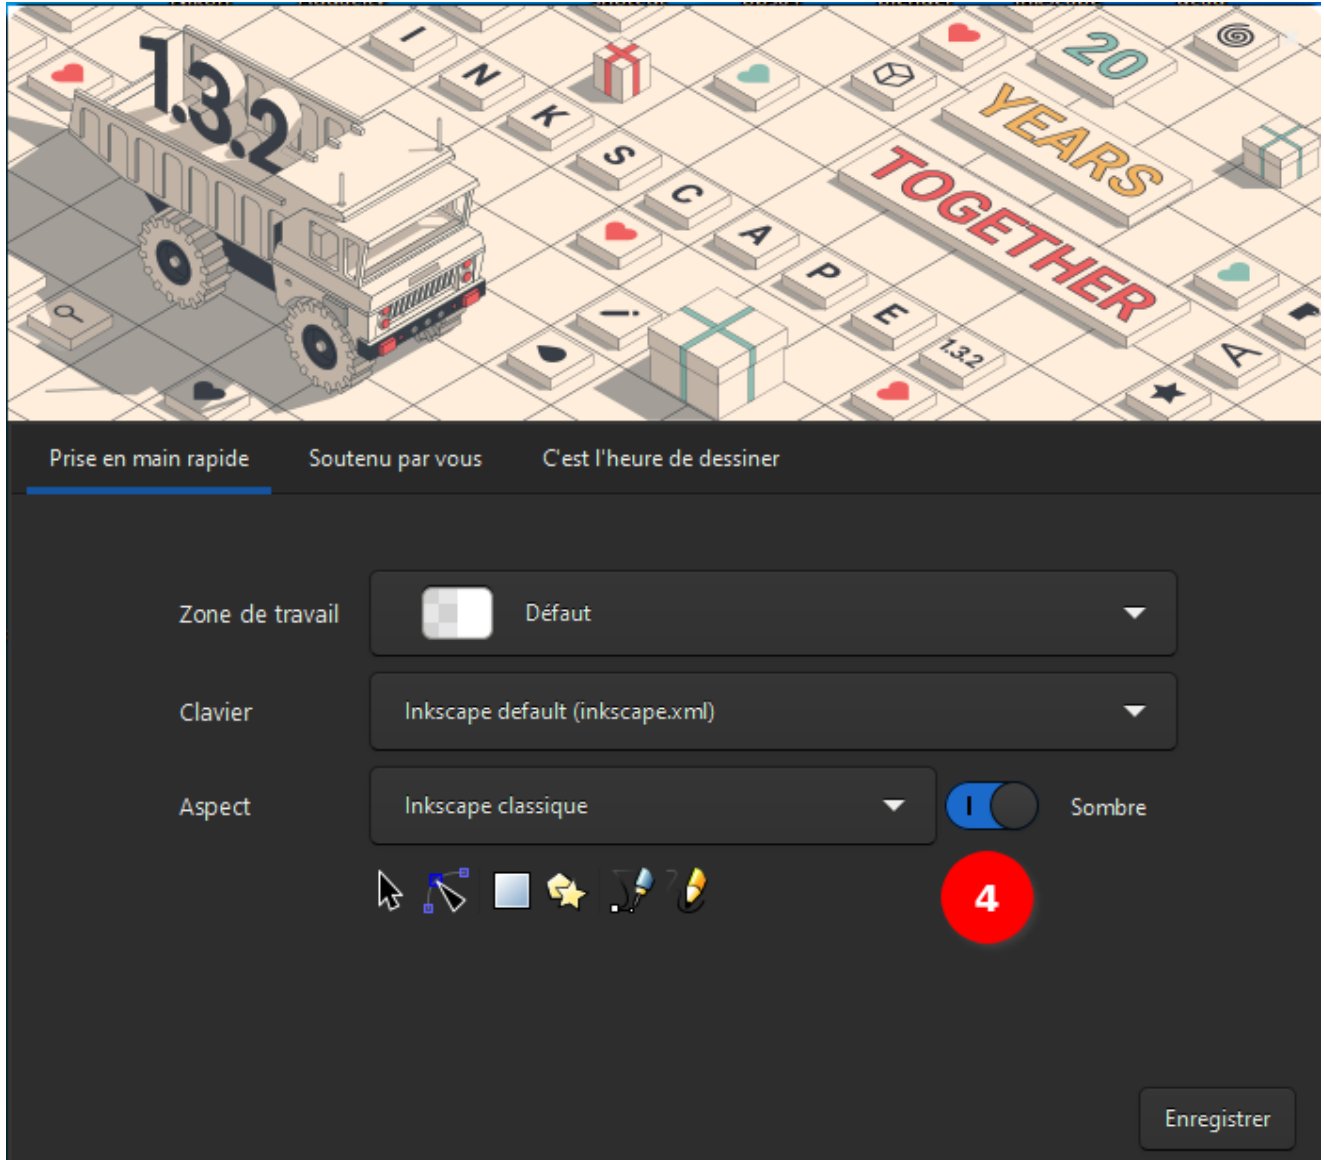 1.3.2
I N K S C A P E 1.3.2
20
YEARS
TOGETHER
A
Prise en main rapide Soutenu par vous C'est l'heure de dessiner
Zone de travail Défaut
Clavier Inkscape default (inkscape.xml)
Aspect Inkscape classique Sombre
4
Enregistrer